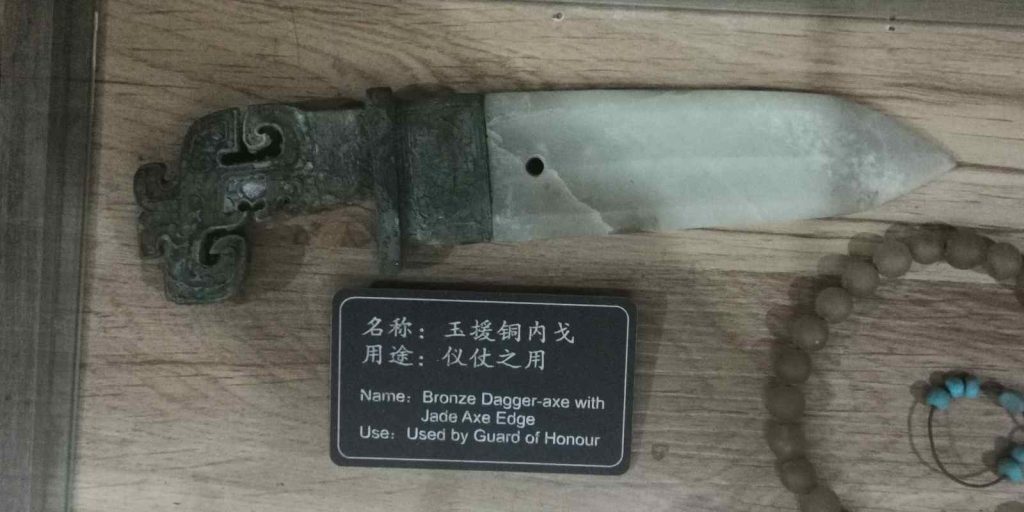 名称：玉援铜内戈
用途：仪仗之用
Name：Bronze Dagger-axe with
Jade Axe Edge
Use：Used by Guard of Honour